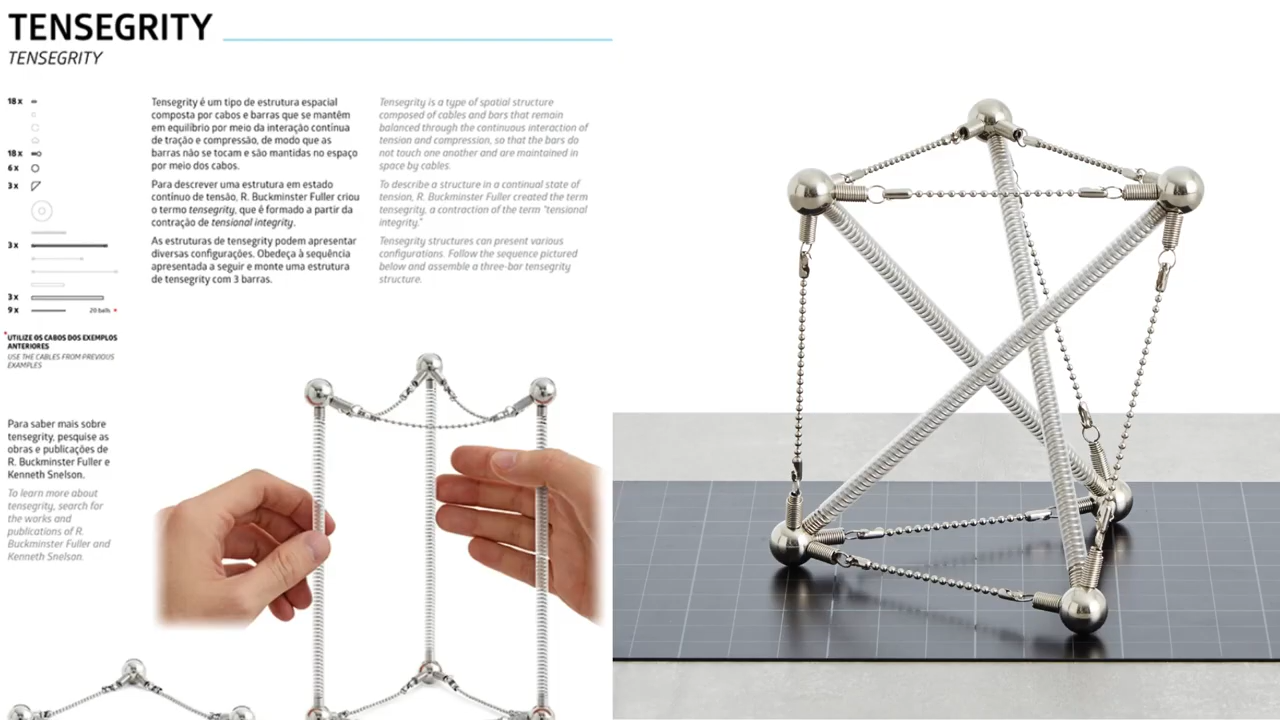 TENSEGRITY
TENSEGRITY
18 x
18 x
6 x
3 x
3 x
3 x
9 x
20 balls *
Tensegrity é um tipo de estrutura espacial
composta por cabos e barras que se mantêm
em equilíbrio por meio da interação contínua
de tração e compressão, de modo que as
barras não se tocam e são mantidas no espaço
por meio dos cabos.
Para descrever uma estrutura em estado
contínuo de tensão, R. Buckminster Fuller criou
o termo tensegrity, que é formado a partir da
contração de tensional integrity.
As estruturas de tensegrity podem apresentar
diversas configurações. Obedeça à sequência
apresentada a seguir e monte uma estrutura
de tensegrity com 3 barras.
Tensegrity is a type of spatial structure
composed of cables and bars that remain
balanced through the continuous interaction of
tension and compression, so that the bars do
not touch one another and are maintained in
space by cables.
To describe a structure in a continual state of
tension, R. Buckminster Fuller created the term
tensegrity, a contraction of the term "tensional
integrity."
Tensegrity structures can present various
configurations. Follow the sequence pictured
below and assemble a three-bar tensegrity
structure.
* UTILIZE OS CABOS DOS EXEMPLOS
ANTERIORES
USE THE CABLES FROM PREVIOUS
EXAMPLES
Para saber mais sobre
tensegrity, pesquise as
obras e publicações de
R. Buckminster Fuller e
Kenneth Snelson.
To learn more about
tensegrity, search for
the works and
publications of R.
Buckminster Fuller and
Kenneth Snelson.